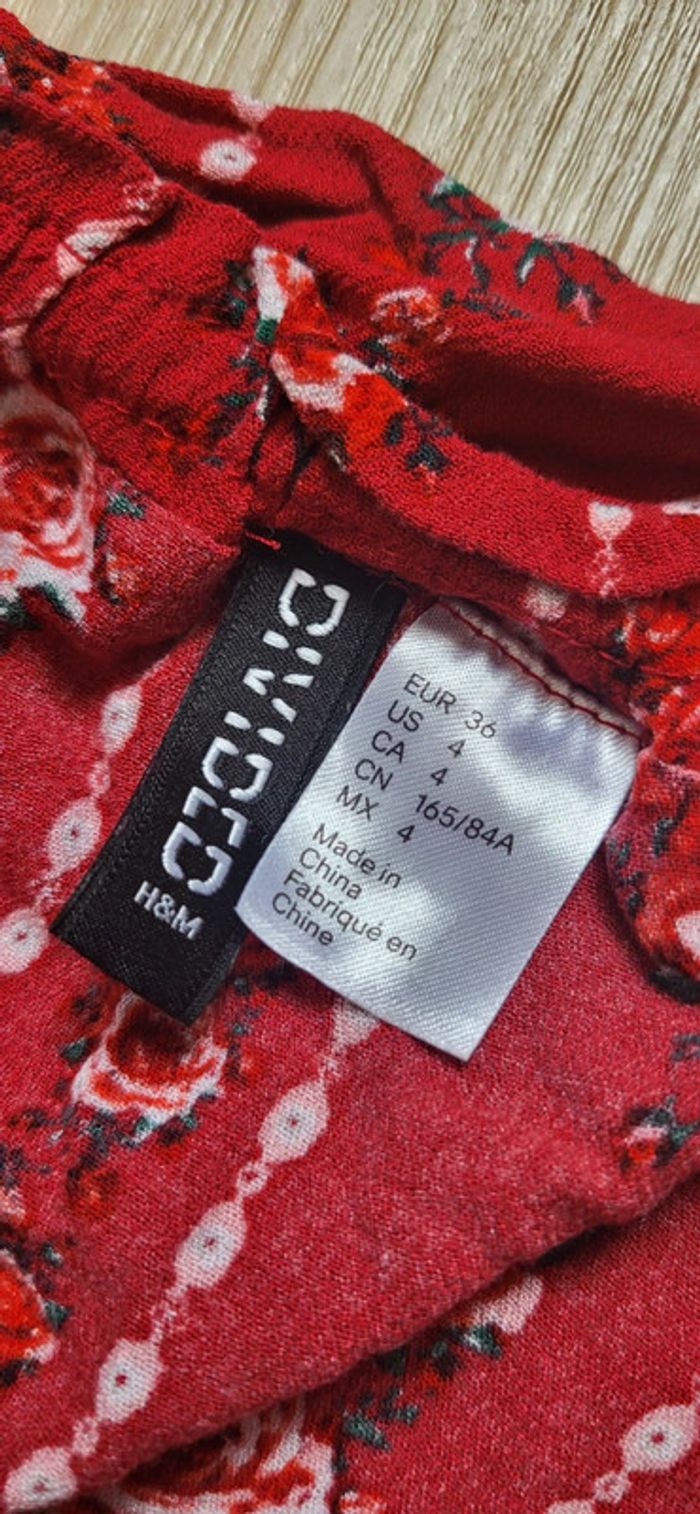 DIVIDED
H&M
EUR 36
US 4
CA 4
CN 165/84A
MX 4
Made in
China
Fabriqué en
Chine